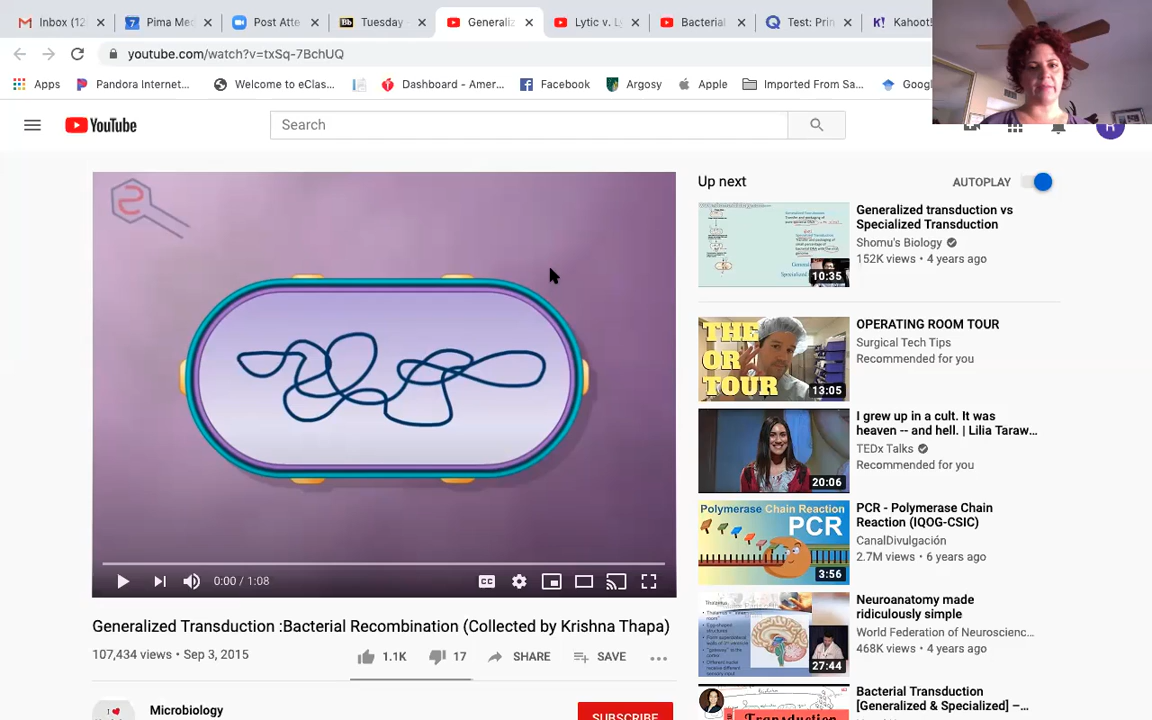 Inbox (12
7 Pima Mec
Post Atte
Bb Tuesday
Generaliz
Lytic v. Ly
Bacterial
Test: Prin
K! Kahoot!
youtube.com/watch?v=txSq-7BchUQ
Apps
Pandora Internet...
Welcome to eClas...
Dashboard - Amer...
Facebook
Argosy
Apple
Imported From Sa...
Googl
YouTube
Search
Up next
AUTOPLAY
Generalized transduction vs
Specialized Transduction
Shomu's Biology
152K views • 4 years ago
10:35
THE
OR
TOUR
13:05
OPERATING ROOM TOUR
Surgical Tech Tips
Recommended for you
I grew up in a cult. It was
heaven -- and hell. | Lilia Taraw...
TEDx Talks
Recommended for you
20:06
Polymerase Chain Reaction
PCR
3:56
PCR - Polymerase Chain
Reaction (IQOG-CSIC)
CanalDivulgación
2.7M views • 6 years ago
Neuroanatomy made
ridiculously simple
World Federation of Neuroscienc...
468K views • 4 years ago
27:44
Bacterial Transduction
[Generalized & Specialized] –...
0:00 / 1:08
CC
Generalized Transduction :Bacterial Recombination (Collected by Krishna Thapa)
107,434 views • Sep 3, 2015
1.1K
17
SHARE
SAVE
Microbiology
SUBSCRIBE